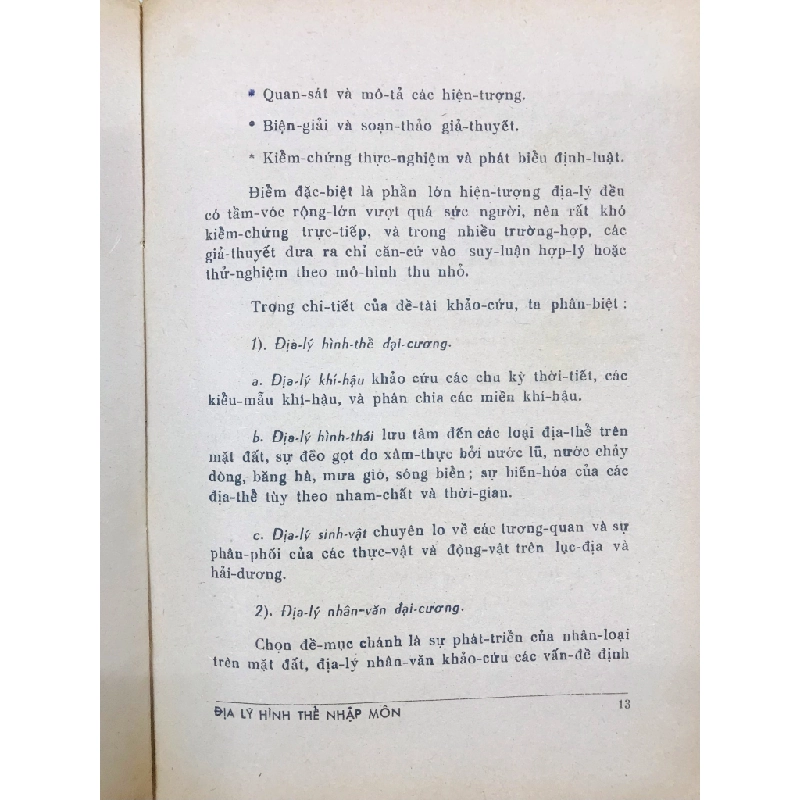 * Quan-sát và mô-tả các hiện-tượng.
* Biện-giải và soạn-thảo giả-thuyết.
* Kiểm-chứng thực-nghiệm và phát biểu định-luật.
Điểm đặc-biệt là phần lớn hiện-tượng địa-lý đền
có tầm-vóc rộng-lớn vượt quá sức người, nên rất khó
kiểm-chứng trực-tiếp, và trong nhiều trường-hợp, các
giả-thuyết đưa ra chỉ căn-cứ vào suy-luận hợp-lý hoặc
thử-nghiệm theo mô-hình thu nhỏ.
Trong chi-tiết của đề-tài khảo-cứu, ta phân-biệt :
1). Địa-lý hình-thể đại-cương.
a. Địa-lý khí-hậu khảo cứu các chu kỳ thời-tiết, các
kiểu-mẫu khí-hậu, và phân chia các miền khí-hậu.
b. Địa-lý hình-thái lưu tâm đến các loại địa-thể trên
mặt đất, sự đẽo gọt do xâm-thực bởi nước lũ, nước chảy
dòng, băng hà, mưa gió, sóng biển ; sự biến-hóa của các
địa-thể tùy theo nham-chất và thời-gian.
c. Địa-lý sinh-vật chuyên lo về các tương-quan và sự
phân-phối của các thực-vật và động-vật trên lục-địa và
hải-dương.
2). Địa-lý nhân-văn đại-cương.
Chọn đề-mục chánh là sự phát-triển của nhân-loại
trên mặt đất, địa-lý nhân-văn khảo-cứu các vấn-đề định
ĐỊA LÝ HÌNH THỂ NHẬP MÔN 13